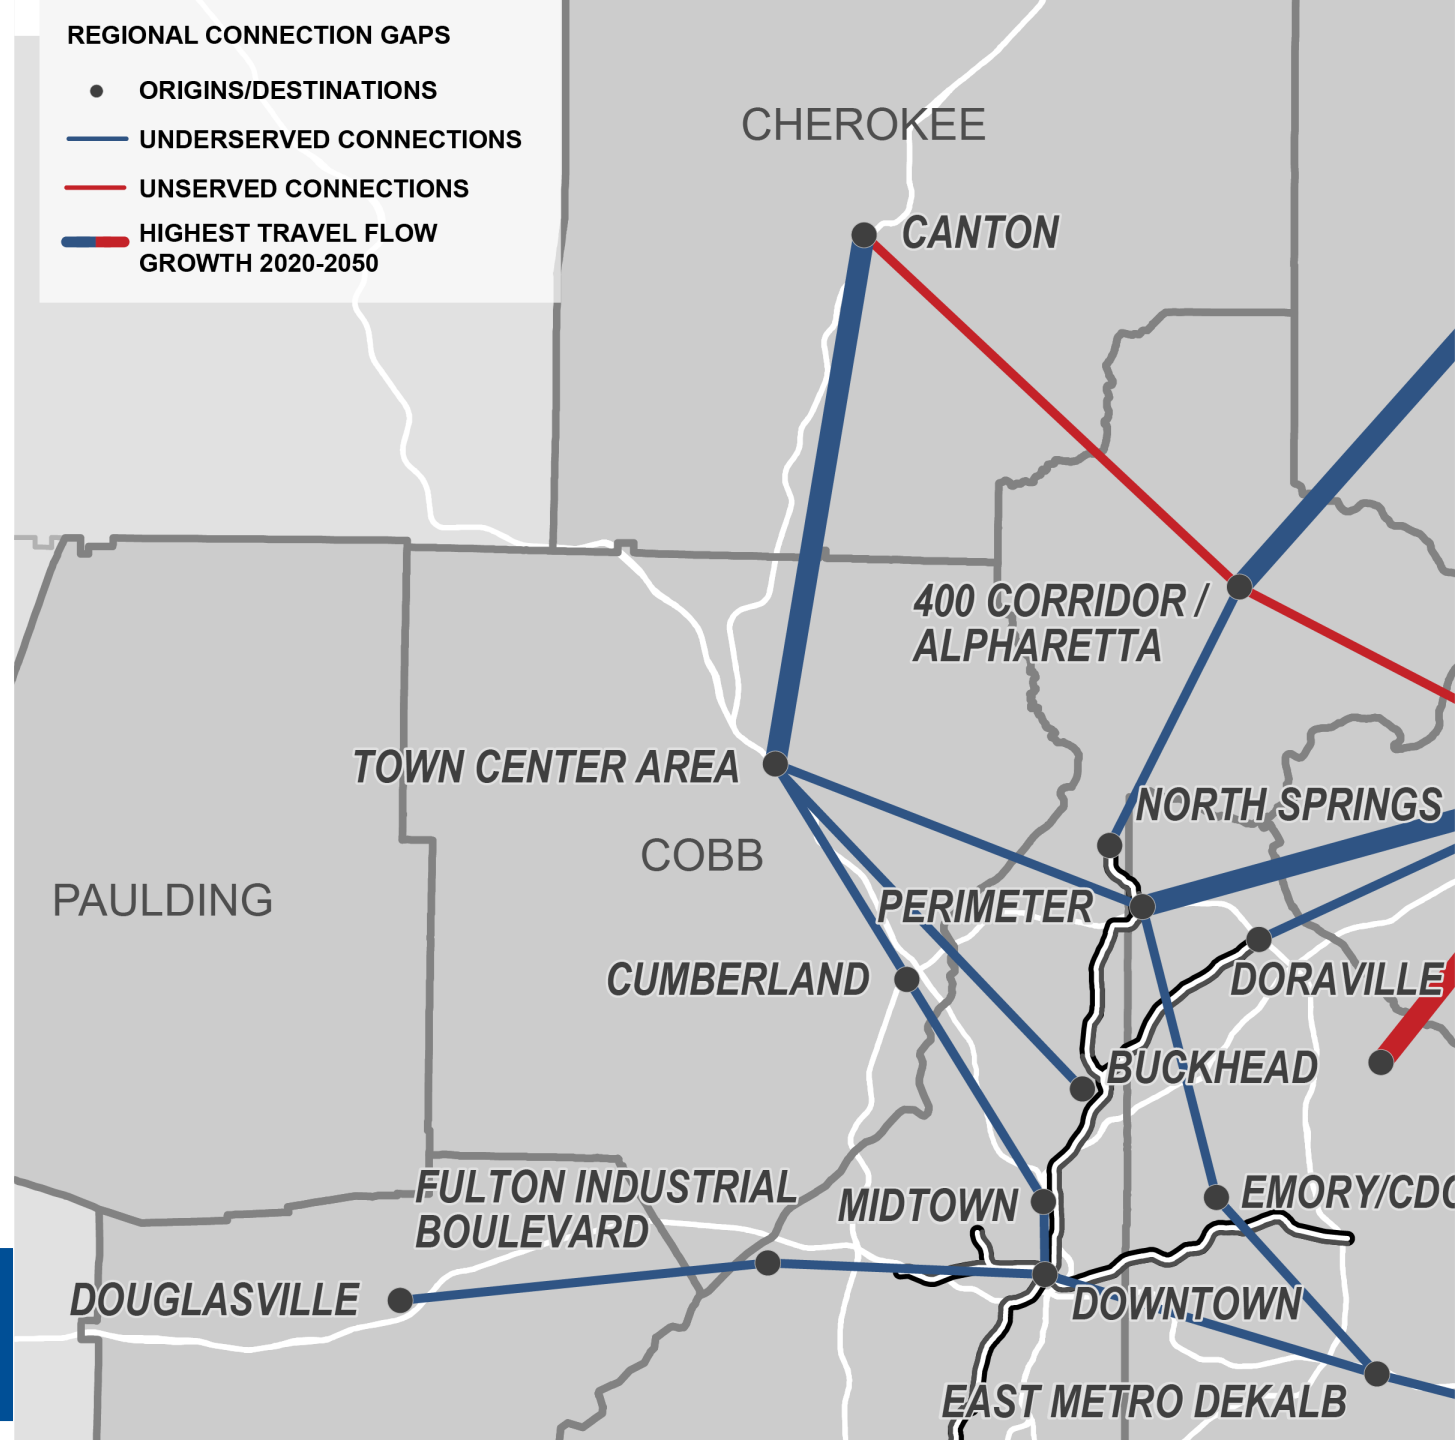 REGIONAL CONNECTION GAPS
ORIGINS/DESTINATIONS
UNDERSERVED CONNECTIONS
UNSERVED CONNECTIONS
HIGHEST TRAVEL FLOW
GROWTH 2020-2050
CHEROKEE
CANTON
400 CORRIDOR /
ALPHARETTA
TOWN CENTER AREA
NORTH SPRINGS
COBB
PAULDING
PERIMETER
CUMBERLAND
DORAVILLE
BUCKHEAD
FULTON INDUSTRIAL
BOULEVARD
MIDTOWN
EMORY/CDC
DOUGLASVILLE
DOWNTOWN
EAST METRO DEKALB